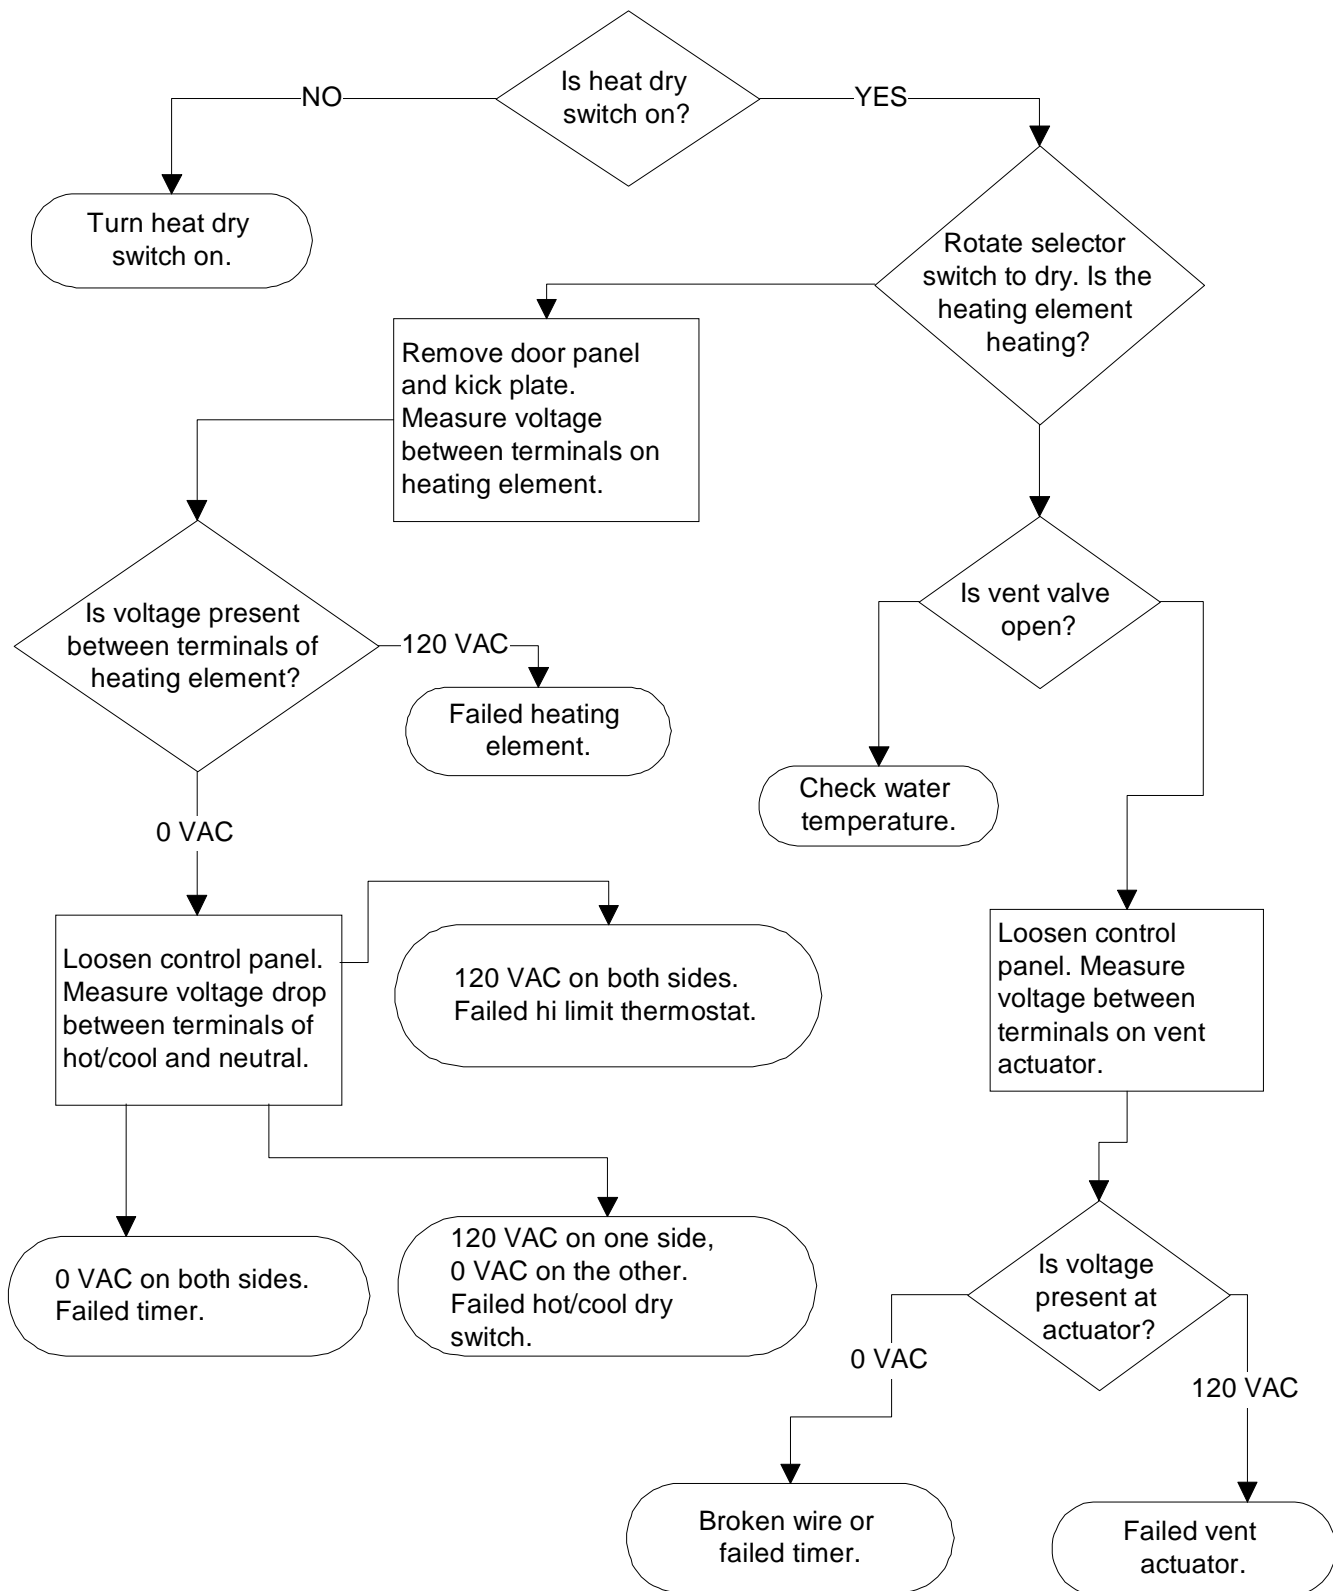 Is heat dry
switch on?
NO
YES
Turn heat dry
switch on.
Rotate selector
switch to dry. Is the
heating element
heating?
Remove door panel
and kick plate.
Measure voltage
between terminals on
heating element.
Is voltage present
between terminals of
heating element?
120 VAC
Failed heating
element.
Is vent valve
open?
Check water
temperature.
0 VAC
Loosen control panel.
Measure voltage drop
between terminals of
hot/cool and neutral.
120 VAC on both sides.
Failed hi limit thermostat.
Loosen control
panel. Measure
voltage between
terminals on vent
actuator.
0 VAC on both sides.
Failed timer.
120 VAC on one side,
0 VAC on the other.
Failed hot/cool dry
switch.
Is voltage
present at
actuator?
0 VAC
120 VAC
Broken wire or
failed timer.
Failed vent
actuator.